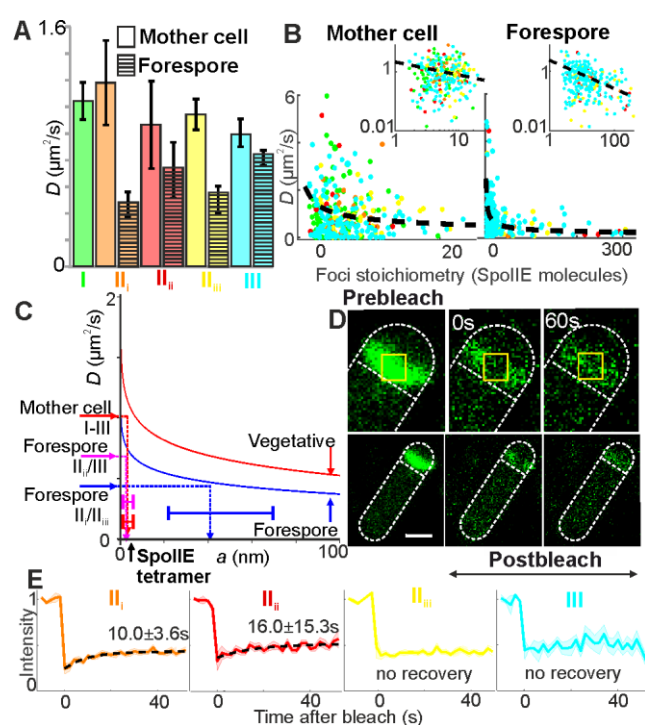 A
1.6
Mother cell
Forespore
D (μm²/s)
0
I
IIi
IIii
IIiii
III
B
Mother cell
Forespore
6
D (μm²/s)
0
1
0.01
1
10
1
0.01
1
100
0
20
0
300
Foci stoichiometry (SpoIIE molecules)
C
2
D (μm²/s)
Mother cell
I-III
Forespore
IIii/III
Forespore
IIi/IIiii
Vegetative
Forespore
0
0
a (nm)
100
SpoIIE
tetramer
Prebleach
D
0s
60s
Postbleach
E
IIi
IIii
IIiii
III
1
Intensity
0
10.0±3.6s
16.0±15.3s
no recovery
no recovery
0
40
0
40
0
40
0
40
Time after bleach (s)